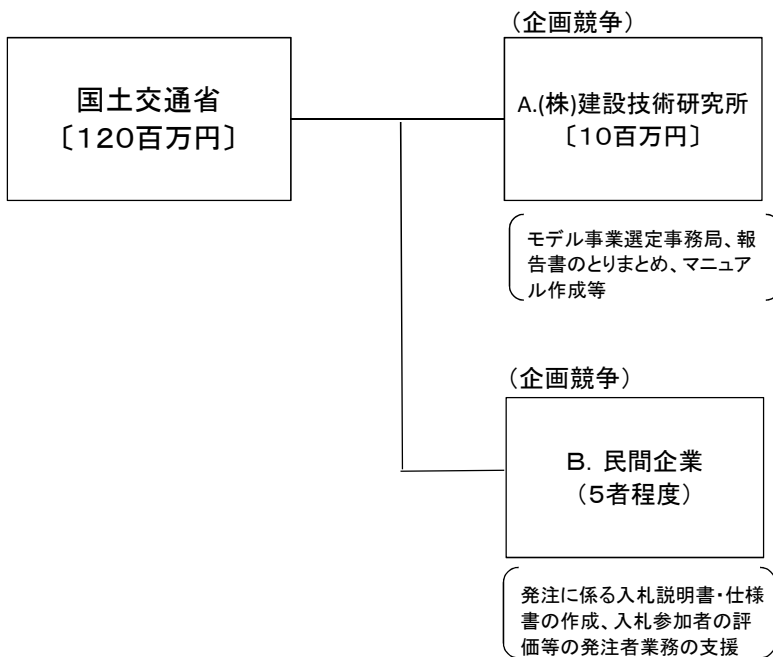 国土交通省
〔120百万円〕
(企画競争)
A.(株)建設技術研究所
〔10百万円〕
モデル事業選定事務局、報
告書のとりまとめ、マニュア
ル作成等
(企画競争)
B. 民間企業
(5者程度)
発注に係る入札説明書・仕様
書の作成、入札参加者の評
価等の発注者業務の支援